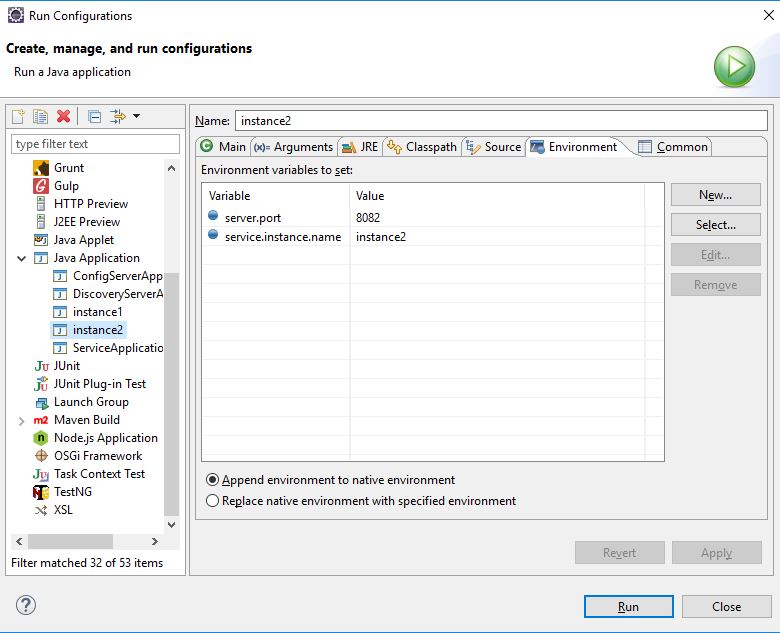 Run Configurations
Create, manage, and run configurations
Run a Java application
type filter text
Grunt
Gulp
HTTP Preview
J2EE Preview
Java Applet
Java Application
ConfigServerApp
DiscoveryServerA
instance1
instance2
ServiceApplicatio
JUnit
JUnit Plug-in Test
Launch Group
m2 Maven Build
Node.js Application
OSGi Framework
Task Context Test
TestNG
XSL
Filter matched 32 of 53 items
Name: instance2
Main (x)= Arguments JRE Classpath Source Environment Common
Environment variables to set:
Variable Value
server.port 8082
service.instance.name instance2
New...
Select...
Edit...
Remove
Append environment to native environment
Replace native environment with specified environment
Revert Apply
? Run Close